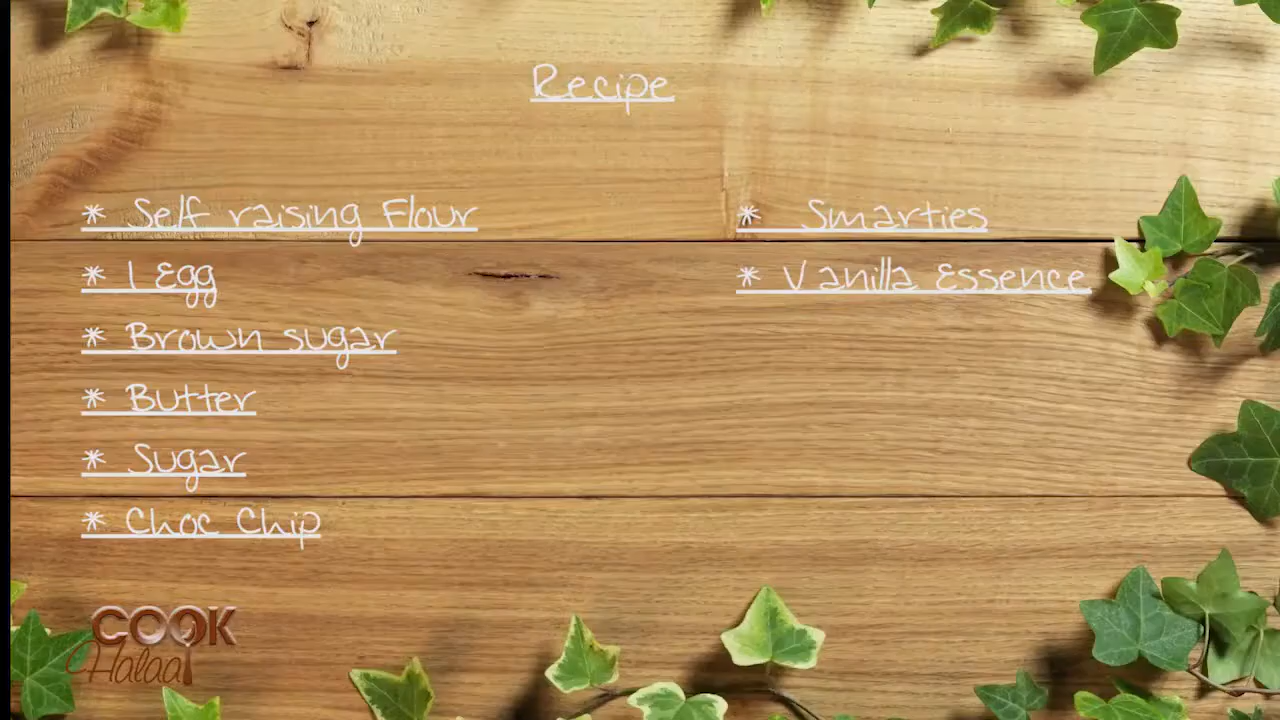 Recipe
* Self raising Flour
* 1 Egg
* Brown sugar
* Butter
* Sugar
* Choc Chip
* Smarties
* Vanilla Essence
COOK
Halaal